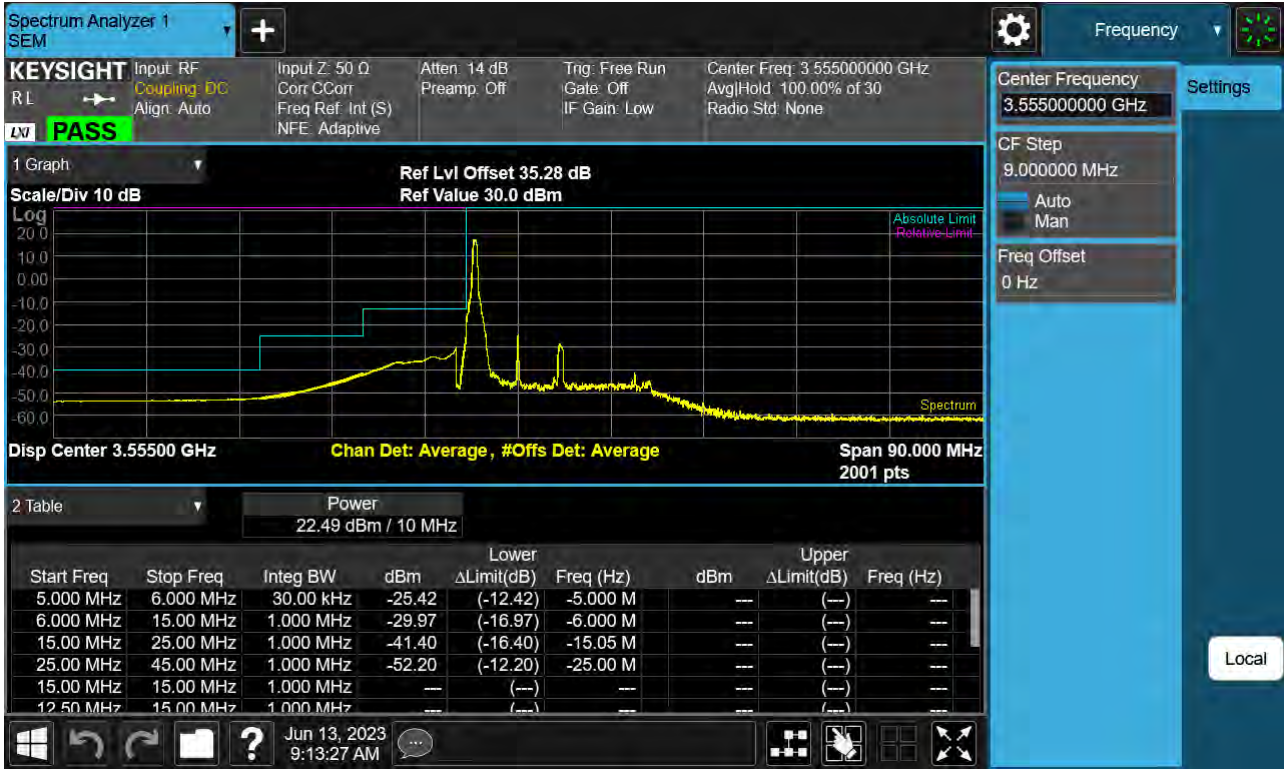 Spectrum Analyzer 1
SEM
Frequency
KEYSIGHT
R L
LXI
PASS
Input: RF
Coupling: DC
Align: Auto
Input Z: 50 Ω
Corr CCorr
Freq Ref: Int (S)
NFE: Adaptive
Atten: 14 dB
Preamp: Off
Trig: Free Run
Gate: Off
IF Gain: Low
Center Freq: 3.555000000 GHz
Avg|Hold: 100.00% of 30
Radio Std: None
Center Frequency
3.555000000 GHz
Settings
CF Step
9.000000 MHz
Auto
Man
Freq Offset
0 Hz
Local
1 Graph
Scale/Div 10 dB
Ref Lvl Offset 35.28 dB
Ref Value 30.0 dBm
Log
Absolute Limit
Relative Limit
20.0
10.0
0.00
-10.0
-20.0
-30.0
-40.0
-50.0
-60.0
Spectrum
Disp Center 3.55500 GHz
Chan Det: Average , #Offs Det: Average
Span 90.000 MHz
2001 pts
2 Table
Power
22.49 dBm / 10 MHz
Lower Upper
Start Freq Stop Freq Integ BW dBm ΔLimit(dB) Freq (Hz) dBm ΔLimit(dB) Freq (Hz)
5.000 MHz 6.000 MHz 30.00 kHz -25.42 (-12.42) -5.000 M --- (---) ---
6.000 MHz 15.00 MHz 1.000 MHz -29.97 (-16.97) -6.000 M --- (---) ---
15.00 MHz 25.00 MHz 1.000 MHz -41.40 (-16.40) -15.05 M --- (---) ---
25.00 MHz 45.00 MHz 1.000 MHz -52.20 (-12.20) -25.00 M --- (---) ---
15.00 MHz 15.00 MHz 1.000 MHz --- (---) --- --- (---) ---
12.50 MHz 15.00 MHz 1.000 MHz --- (---) --- --- (---) ---
?
Jun 13, 2023
9:13:27 AM